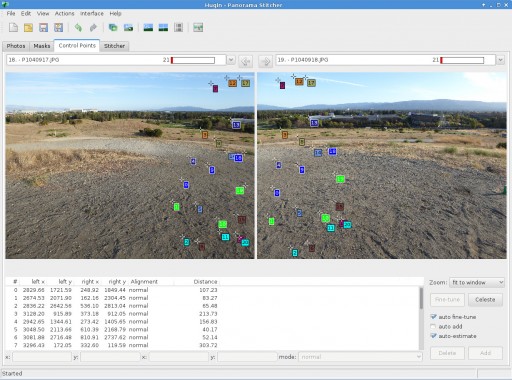 Hugin - Panorama Stitcher
File Edit View Actions Interface Help
Photos Masks Control Points Stitcher
18. - P1040917.JPG 21
19. - P1040918.JPG 21
# left x left y right x right y Alignment Distance
0 2829.66 1721.59 248.92 1849.44 normal 107.23
1 2674.53 2071.90 162.16 2304.45 normal 83.27
2 2836.26 2642.56 536.10 2813.04 normal 65.48
3 3128.20 915.89 373.18 912.05 normal 213.73
4 2942.65 1344.61 273.42 1405.65 normal 156.83
5 3048.50 2113.66 610.39 2168.79 normal 40.17
6 3081.88 2716.48 810.91 2737.62 normal 52.14
7 3296.43 172.05 332.60 119.59 normal 303.72
Zoom: fit to window
Fine-tune Celeste
auto fine-tune
auto add
auto-estimate
Delete Add
x: y: x: y: mode: normal
Started